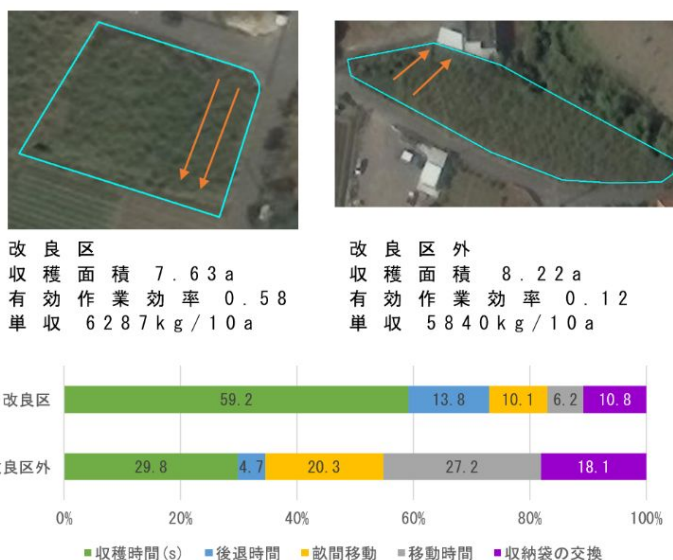 改良区
収穫面積 7.63a
有効作業効率 0.58
単収 6287kg/10a
改良区外
収穫面積 8.22a
有効作業効率 0.12
単収 5840kg/10a
改良区
59.2 13.8 10.1 6.2 10.8
良区外
29.8 4.7 20.3 27.2 18.1
0% 20% 40% 60% 80% 100%
収穫時間(s) 後退時間 畝間移動 移動時間 収納袋の交換